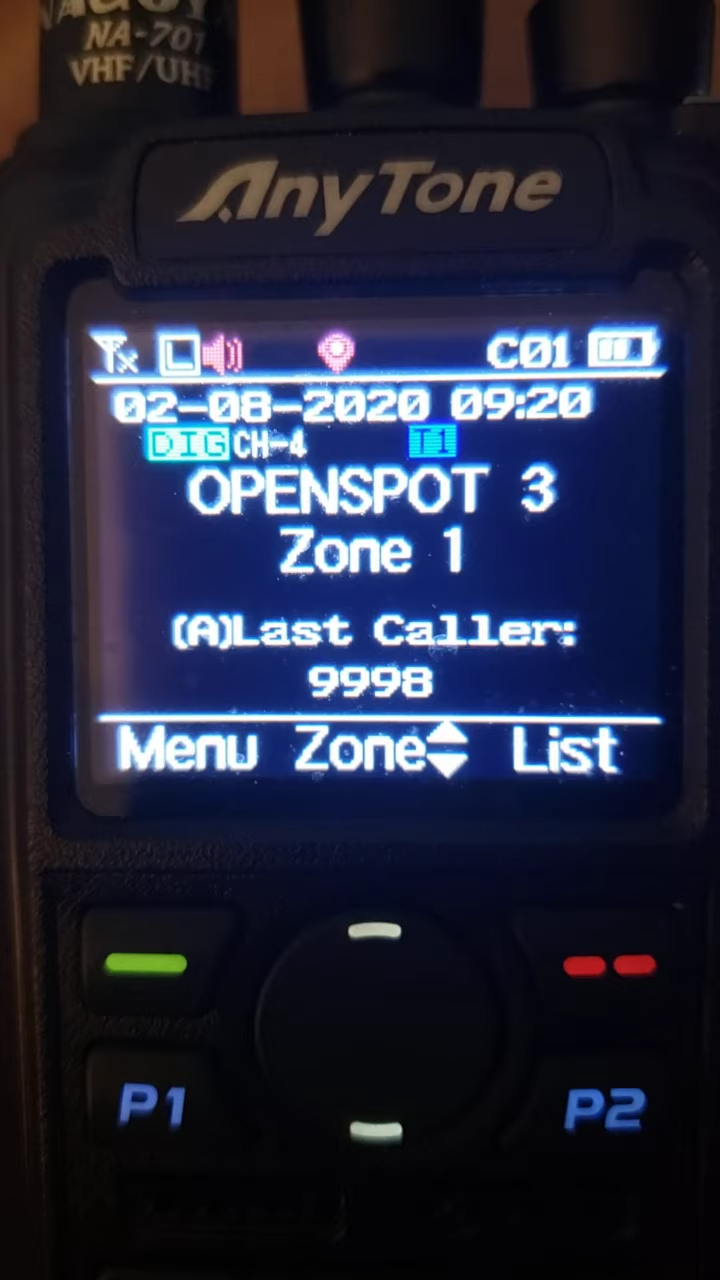 NA-701
VHF/UHF
AnyTone
Tx L C01
02-08-2020 09:20
DIG CH-4 T1
OPENSPOT 3
Zone 1
(A)Last Caller:
9998
Menu Zone List
P1 P2